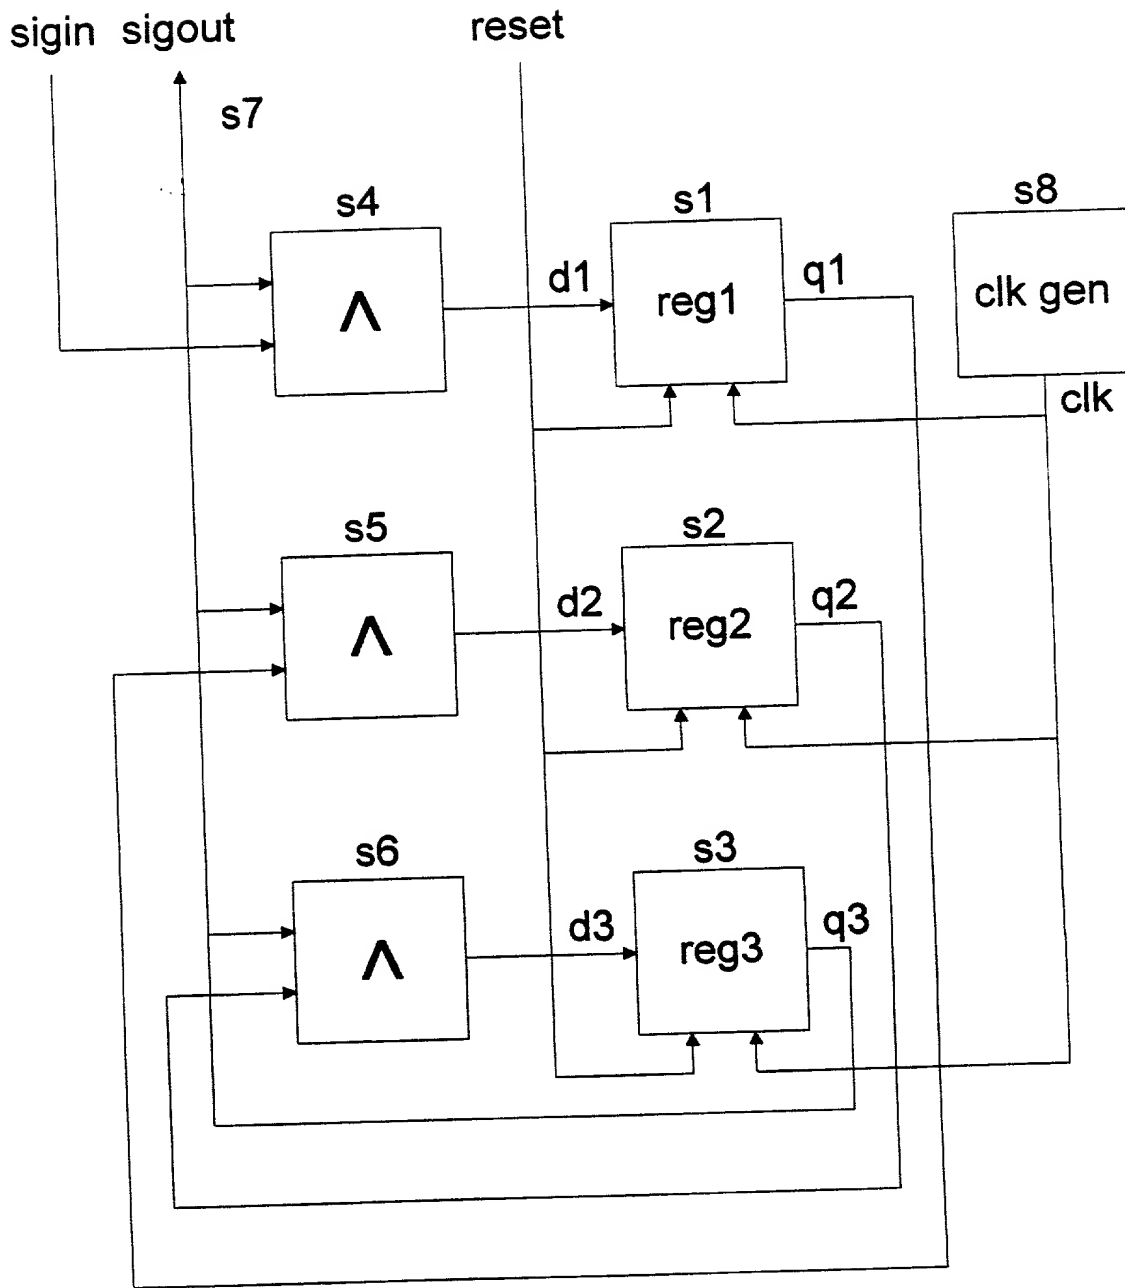 sigin sigout reset
s7
s4 s1 s8
d1 q1
∧ reg1 clk gen
clk
s5 s2
d2 q2
∧ reg2
s6 s3
d3 q3
∧ reg3